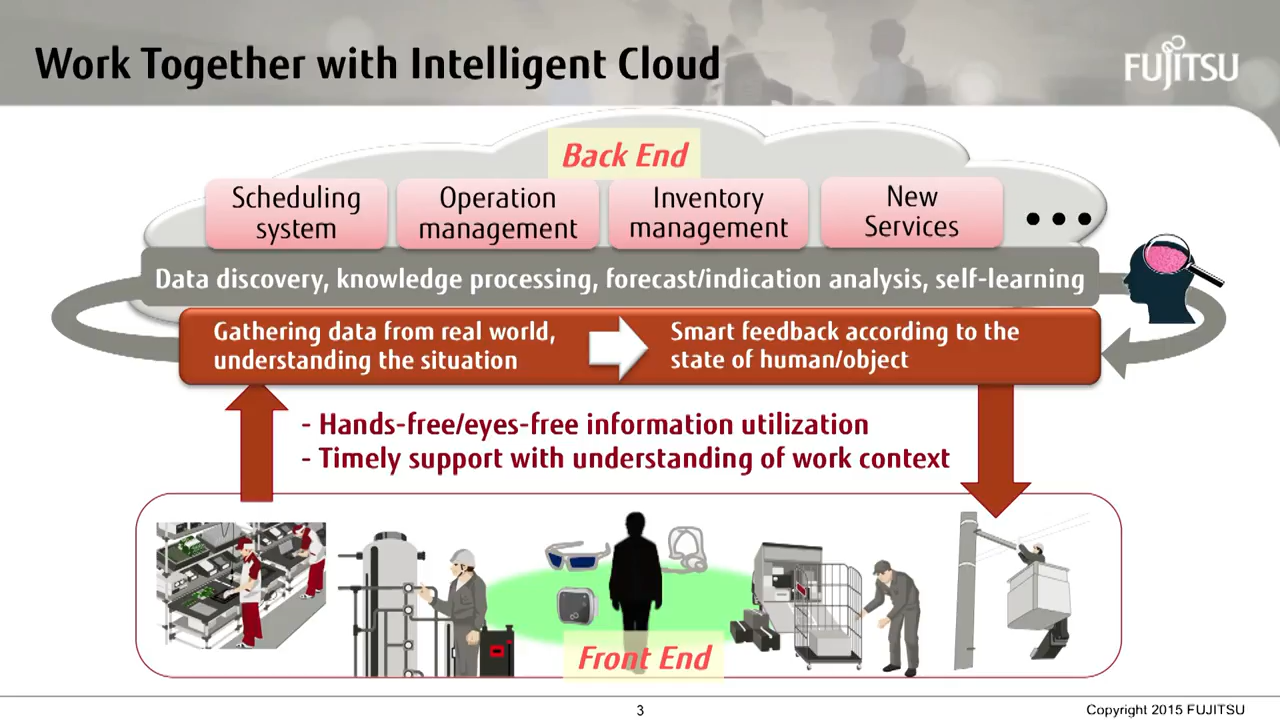 Work Together with Intelligent Cloud
FUJITSU
Back End
Scheduling
system
Operation
management
Inventory
management
New
Services
Data discovery, knowledge processing, forecast/indication analysis, self-learning
Gathering data from real world,
understanding the situation
Smart feedback according to the
state of human/object
- Hands-free/eyes-free information utilization
- Timely support with understanding of work context
Front End
3
Copyright 2015 FUJITSU